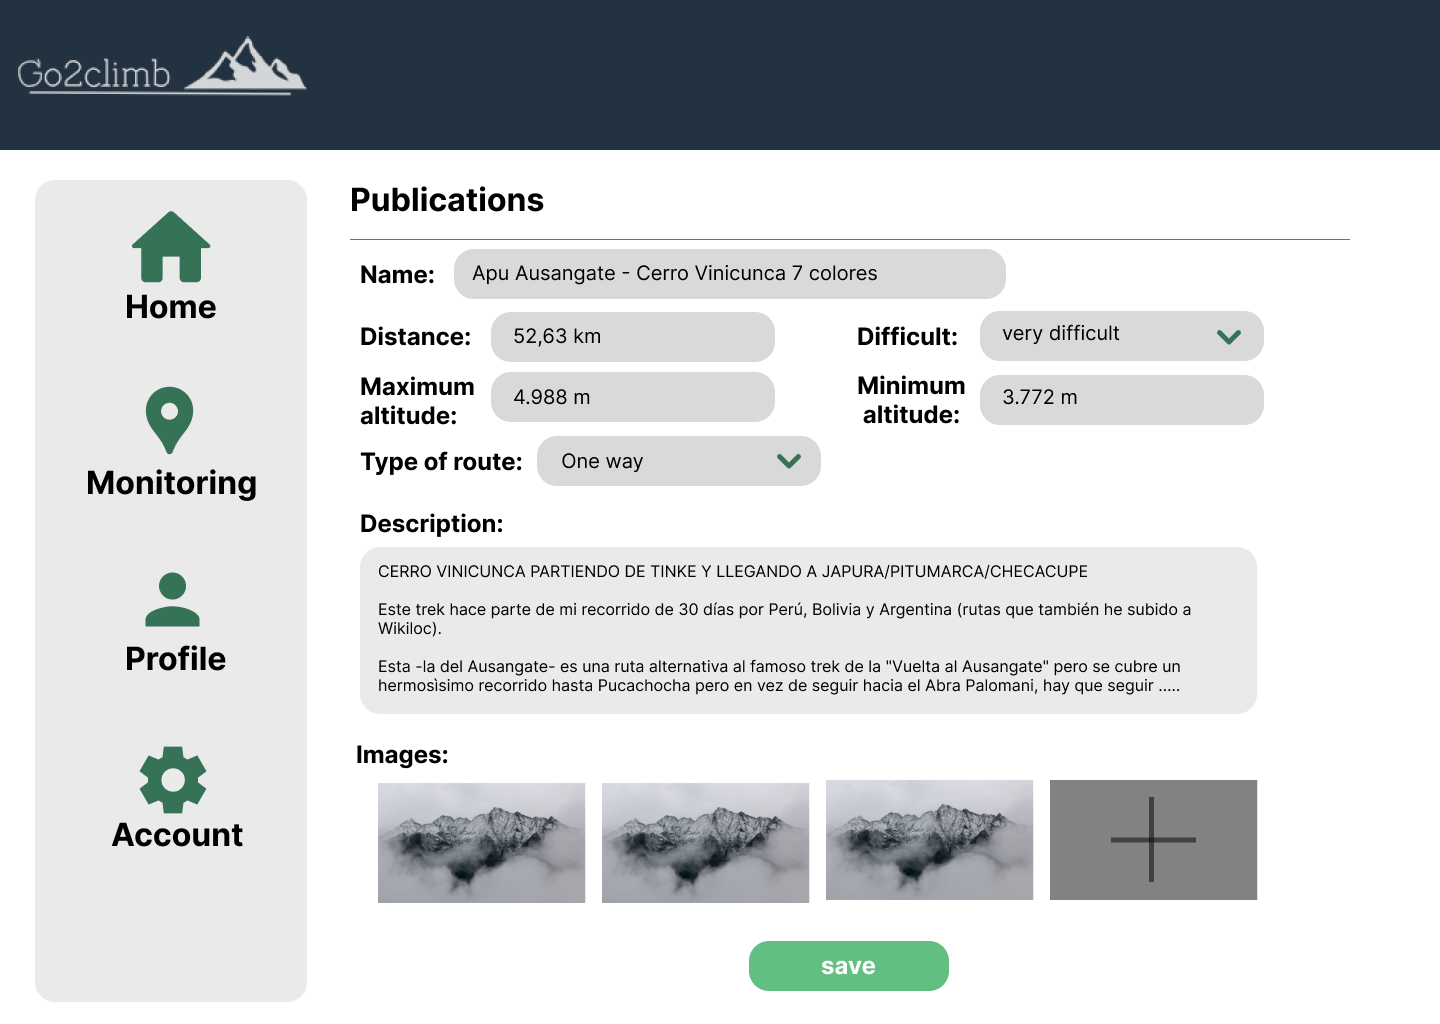 Go2climb
Home
Monitoring
Profile
Account
Publications
Name: Apu Ausangate - Cerro Vinicunca 7 colores
Distance: 52,63 km Difficult: very difficult
Maximum
altitude: 4.988 m Minimum
altitude: 3.772 m
Type of route: One way
Description:
CERRO VINICUNCA PARTIENDO DE TINKE Y LLEGANDO A JAPURA/PITUMARCA/CHECACUPE
Este trek hace parte de mi recorrido de 30 días por Perú, Bolivia y Argentina (rutas que también he subido a
Wikiloc).
Esta -la del Ausangate- es una ruta alternativa al famoso trek de la "Vuelta al Ausangate" pero se cubre un
hermosìsimo recorrido hasta Pucachocha pero en vez de seguir hacia el Abra Palomani, hay que seguir .....
Images:
save